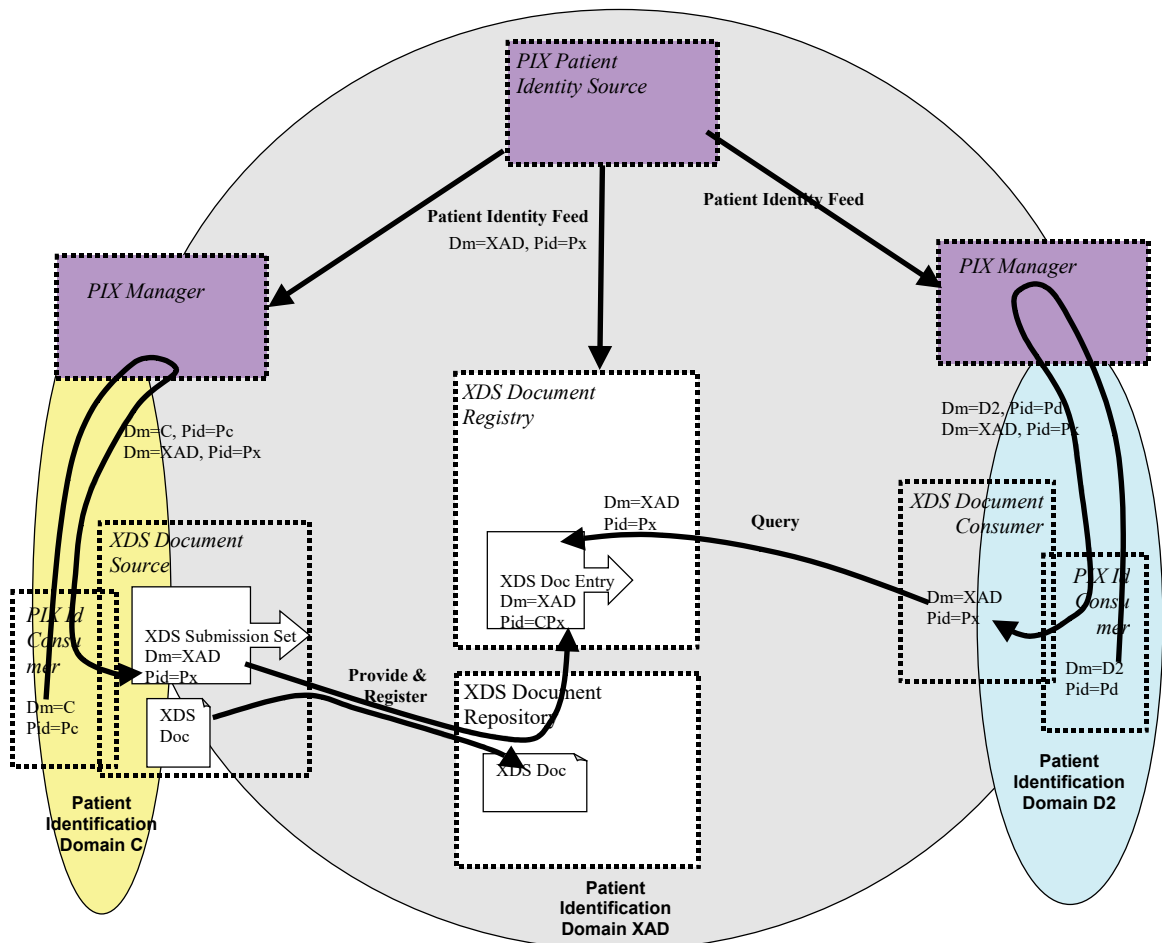 PIX Patient
Identity Source
Patient Identity Feed
Dm=XAD, Pid=Px
Patient Identity Feed
PIX Manager
PIX Manager
Dm=C, Pid=Pc
Dm=XAD, Pid=Px
XDS Document
Registry
Dm=XAD
Pid=Px
XDS Doc Entry
Dm=XAD
Pid=CPx
Query
Dm=D2, Pid=Pd
Dm=XAD, Pid=Px
XDS Document
Consumer
Dm=XAD
Pid=Px
PIX Id
Consu
mer
Dm=D2
Pid=Pd
XDS Document
Source
PIX Id
Consu
mer
Dm=C
Pid=Pc
XDS Submission Set
Dm=XAD
Pid=Px
XDS
Doc
Provide &
Register
XDS Document
Repository
XDS Doc
Patient
Identification
Domain C
Patient
Identification
Domain XAD
Patient
Identification
Domain D2